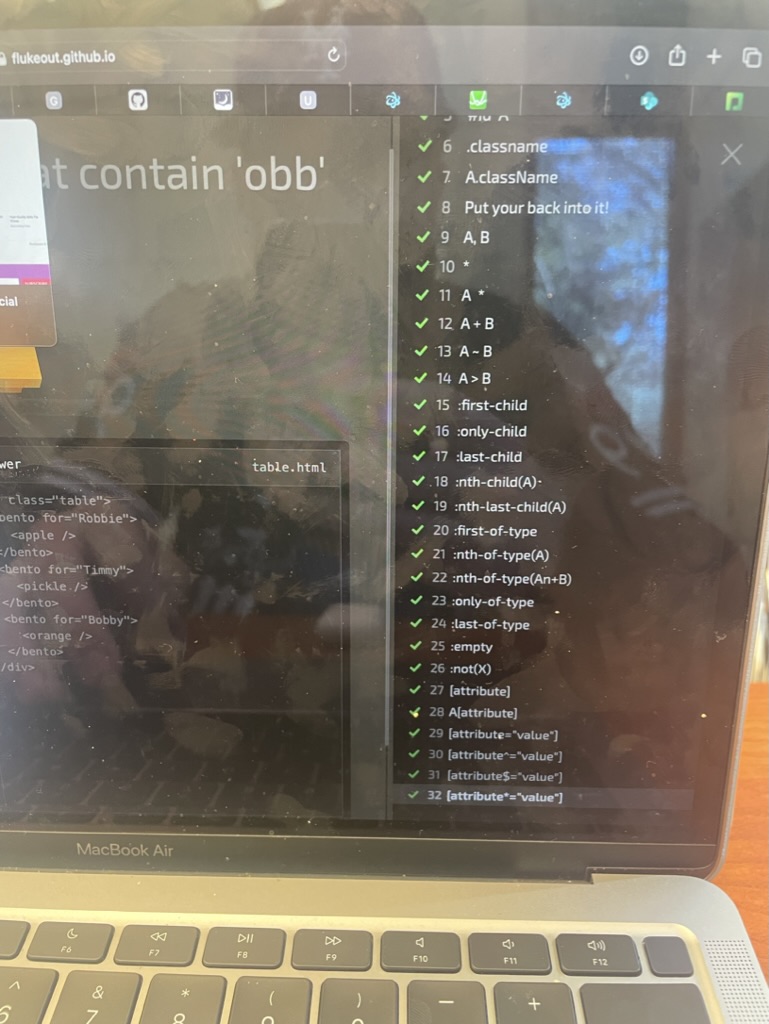 flukeout.github.io
G
U
at contain 'obb'
cial
wer
table.html
class="table">
bento for="Robbie">
<apple />
</bento>
<bento for="Timmy">
<pickle />
</bento>
<bento for="Bobby">
<orange />
</bento>
/div>
5 #id A
✓ 6 .classname
✓ 7 A.className
✓ 8 Put your back into it!
✓ 9 A, B
✓ 10 *
✓ 11 A *
✓ 12 A + B
✓ 13 A ~ B
✓ 14 A > B
✓ 15 :first-child
✓ 16 :only-child
✓ 17 :last-child
✓ 18 :nth-child(A)
✓ 19 :nth-last-child(A)
✓ 20 :first-of-type
✓ 21 :nth-of-type(A)
✓ 22 :nth-of-type(An+B)
✓ 23 :only-of-type
✓ 24 :last-of-type
✓ 25 :empty
✓ 26 :not(X)
✓ 27 [attribute]
✓ 28 A[attribute]
✓ 29 [attribute="value"]
✓ 30 [attribute^="value"]
✓ 31 [attribute$="value"]
✓ 32 [attribute*="value"]
MacBook Air
F6 F7 F8 F9 F10 F11 F12
^ & * ( ) — +
6 7 8 9 0